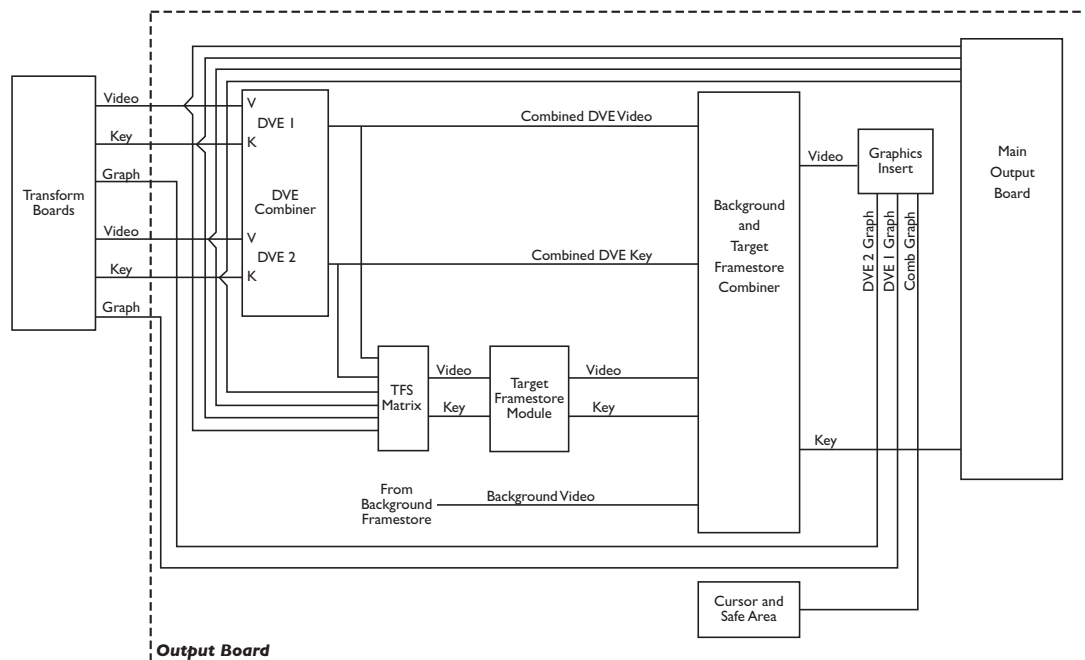 Transform
Boards
Video
Key
Graph
Video
Key
Graph
V
DVE 1
K
DVE
Combiner
V
DVE 2
K
Combined DVE Video
Combined DVE Key
TFS
Matrix
Video
Key
Target
Framestore
Module
Video
Key
From
Background
Framestore
Background Video
Background
and
Target
Framestore
Combiner
Video
Key
Graphics
Insert
DVE 2 Graph
DVE 1 Graph
Comb Graph
Main
Output
Board
Cursor and
Safe Area
Output Board